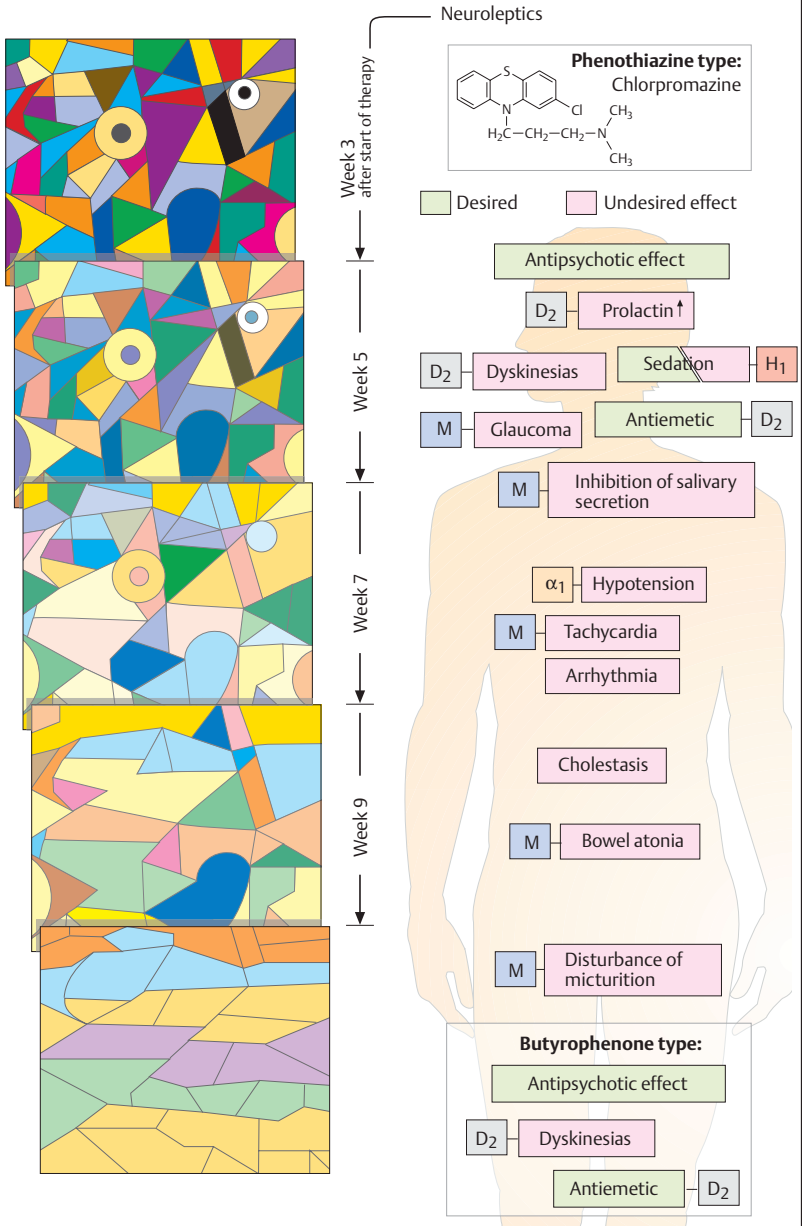 Neuroleptics
Week 3
after start of therapy
Week 5
Week 7
Week 9
Phenothiazine type:
Chlorpromazine
S
N
Cl
H₂C–CH₂–CH₂–N
CH₃
CH₃
Desired
Undesired effect
Antipsychotic effect
D₂ Prolactin ↑
D₂ Dyskinesias
Sedation H₁
M Glaucoma
Antiemetic D₂
M Inhibition of salivary
secretion
α₁ Hypotension
M Tachycardia
Arrhythmia
Cholestasis
M Bowel atonia
M Disturbance of
micturition
Butyrophenone type:
Antipsychotic effect
D₂ Dyskinesias
Antiemetic D₂